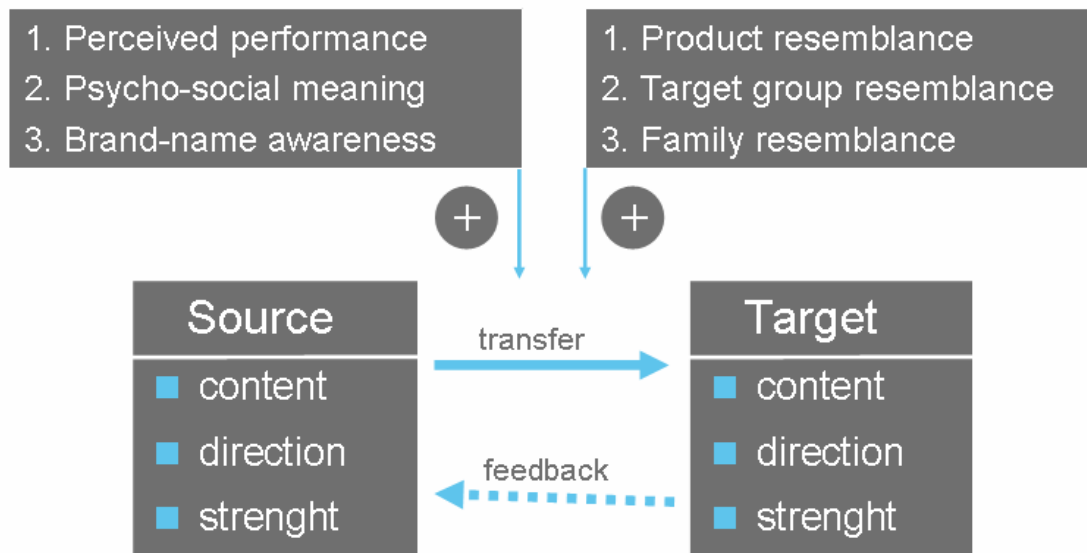 1. Perceived performance
2. Psycho-social meaning
3. Brand-name awareness
1. Product resemblance
2. Target group resemblance
3. Family resemblance
+
+
Source
content
direction
strenght
transfer
feedback
Target
content
direction
strenght